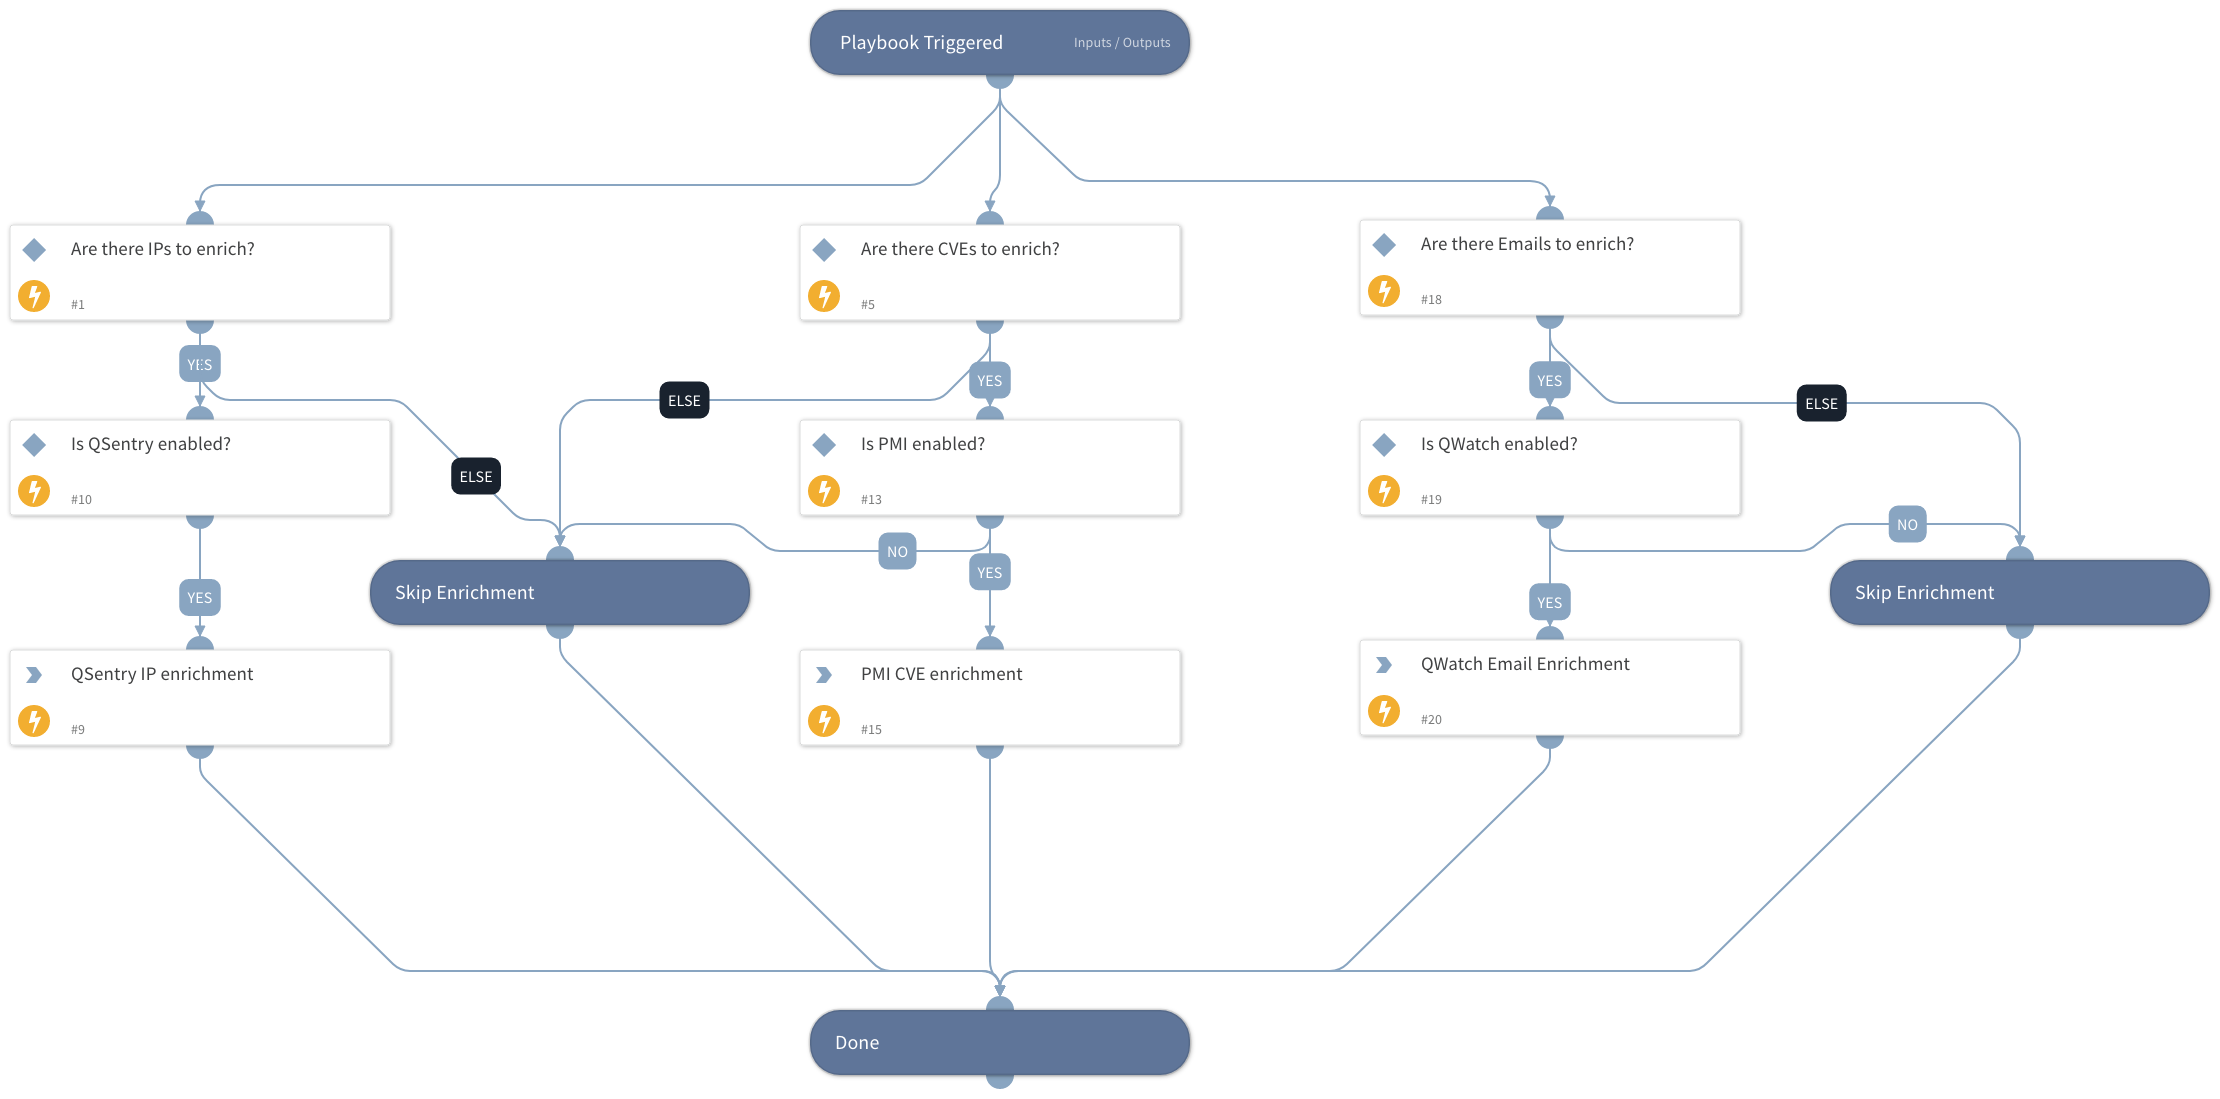 Playbook Triggered Inputs / Outputs
Are there IPs to enrich?
#1
Are there CVEs to enrich?
#5
Are there Emails to enrich?
#18
YES
YES
YES
ELSE
ELSE
ELSE
Is QSentry enabled?
#10
Is PMI enabled?
#13
Is QWatch enabled?
#19
NO
NO
YES
YES
YES
Skip Enrichment
Skip Enrichment
QSentry IP enrichment
#9
PMI CVE enrichment
#15
QWatch Email Enrichment
#20
Done